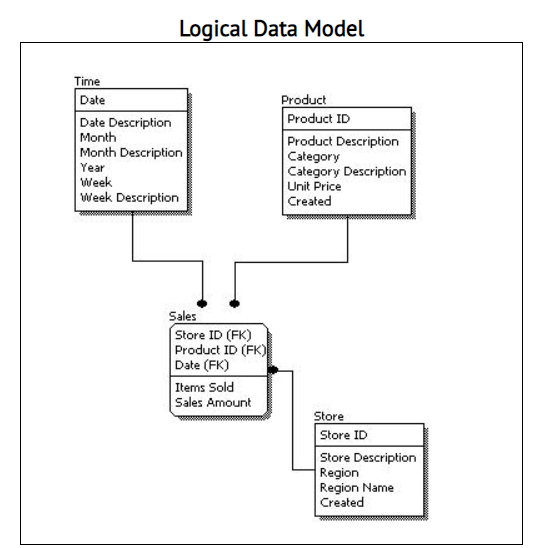 Logical Data Model
Time
Date
Date Description
Month
Month Description
Year
Week
Week Description
Product
Product ID
Product Description
Category
Category Description
Unit Price
Created
Sales
Store ID (FK)
Product ID (FK)
Date (FK)
Items Sold
Sales Amount
Store
Store ID
Store Description
Region
Region Name
Created